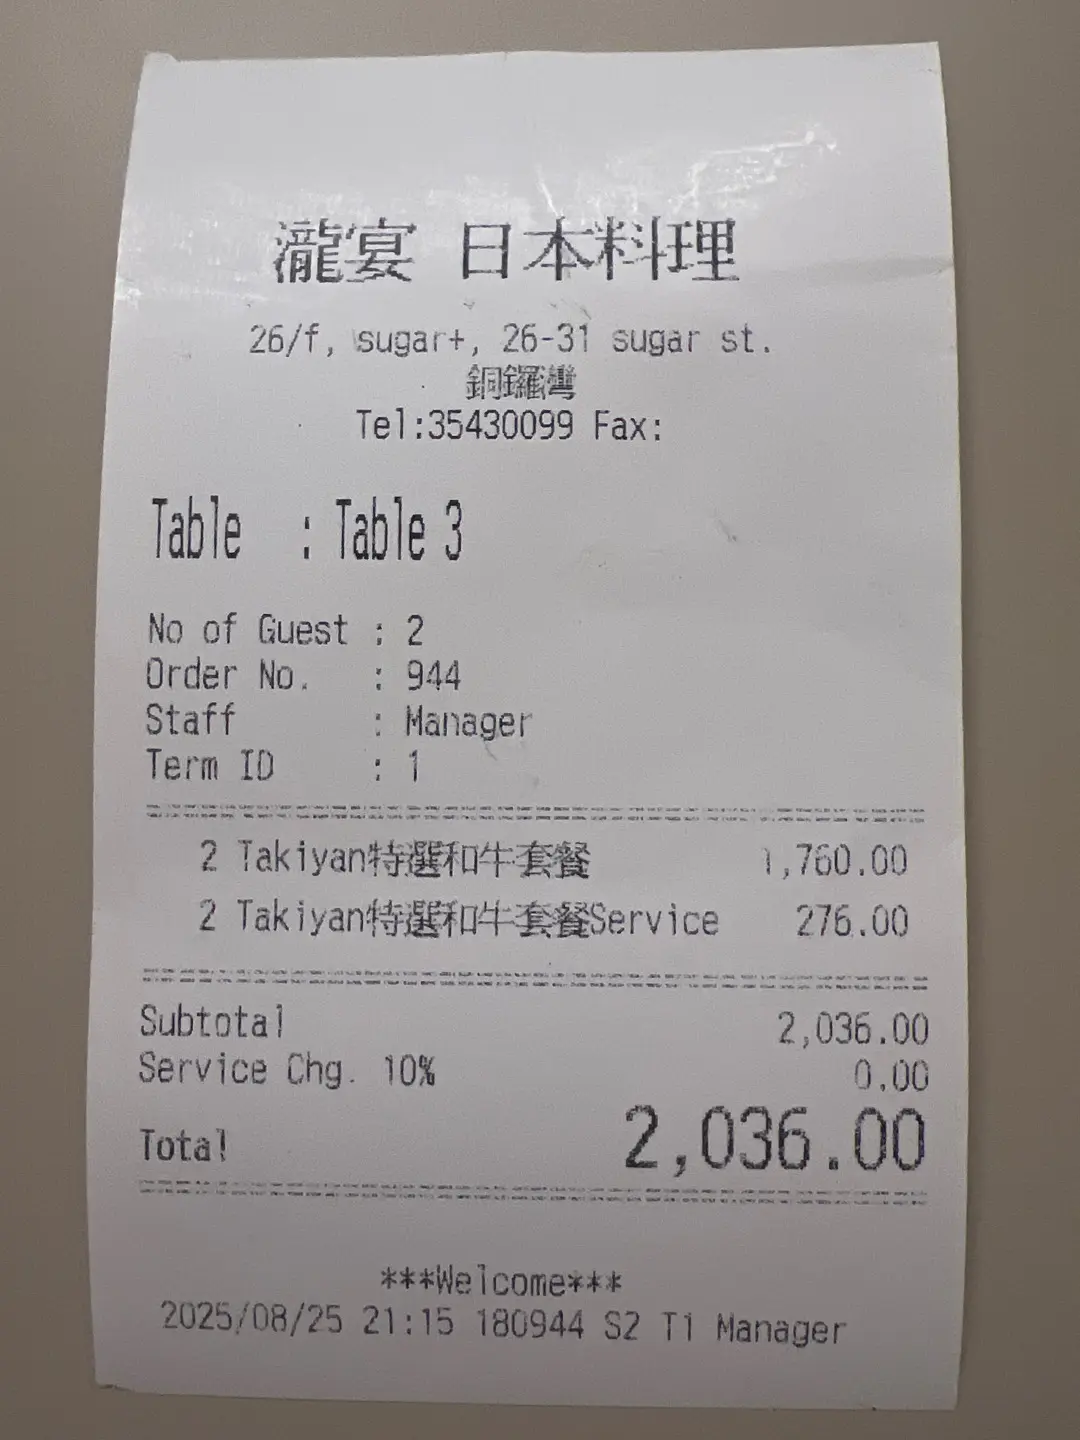 瀧宴 日本料理
26/f, sugar+, 26-31 sugar st.
銅鑼灣
Tel:35430099 Fax:
Table : Table 3
No of Guest : 2
Order No. : 944
Staff : Manager
Term ID : 1
2 Takiyan特選和牛套餐 1,760.00
2 Takiyan特選和牛套餐Service 276.00
Subtotal 2,036.00
Service Chg. 10% 0.00
Total 2,036.00
***Welcome***
2025/08/25 21:15 180944 S2 T1 Manager